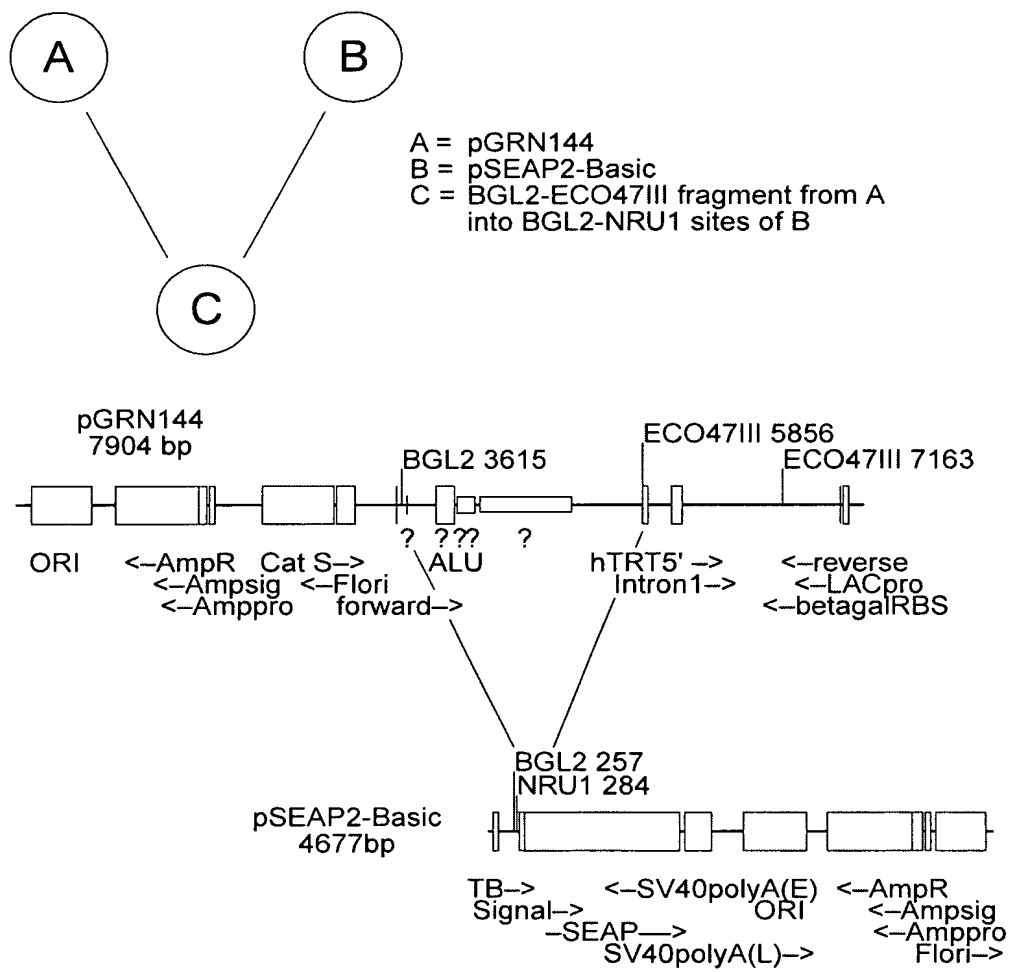 A
B
A = pGRN144
B = pSEAP2-Basic
C = BGL2-ECO47III fragment from A
into BGL2-NRU1 sites of B
C
pGRN144
7904 bp
ECO47III 5856
BGL2 3615
ECO47III 7163
? ? ?? ?
ORI <–AmpR Cat S–> ALU hTRT5' –> <–reverse
<–Ampsig <–Flori Intron1–> <–LACpro
<–Amppro forward–> <–betagalRBS
BGL2 257
NRU1 284
pSEAP2-Basic
4677bp
TB–> <–SV40polyA(E) <–AmpR
Signal–> ORI <–Ampsig
–SEAP—> <–Amppro
SV40polyA(L)–> Flori–>